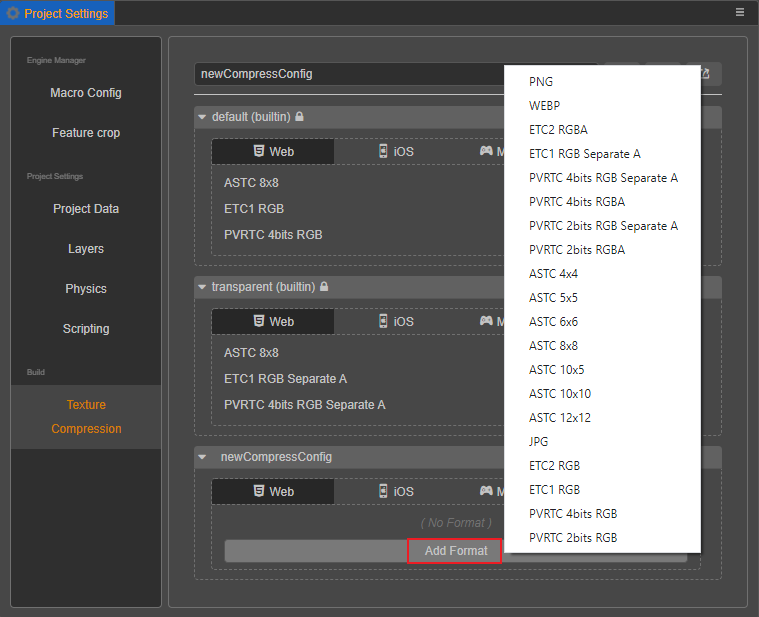 Project Settings
Engine Manager
Macro Config
Feature crop
Project Settings
Project Data
Layers
Physics
Scripting
Build
Texture
Compression
newCompressConfig
default (builtin)
Web
iOS
M
ASTC 8x8
ETC1 RGB
PVRTC 4bits RGB
transparent (builtin)
Web
iOS
M
ASTC 8x8
ETC1 RGB Separate A
PVRTC 4bits RGB Separate A
newCompressConfig
Web
iOS
M
( No Format )
Add Format
PNG
WEBP
ETC2 RGBA
ETC1 RGB Separate A
PVRTC 4bits RGB Separate A
PVRTC 4bits RGBA
PVRTC 2bits RGB Separate A
PVRTC 2bits RGBA
ASTC 4x4
ASTC 5x5
ASTC 6x6
ASTC 8x8
ASTC 10x5
ASTC 10x10
ASTC 12x12
JPG
ETC2 RGB
ETC1 RGB
PVRTC 4bits RGB
PVRTC 2bits RGB